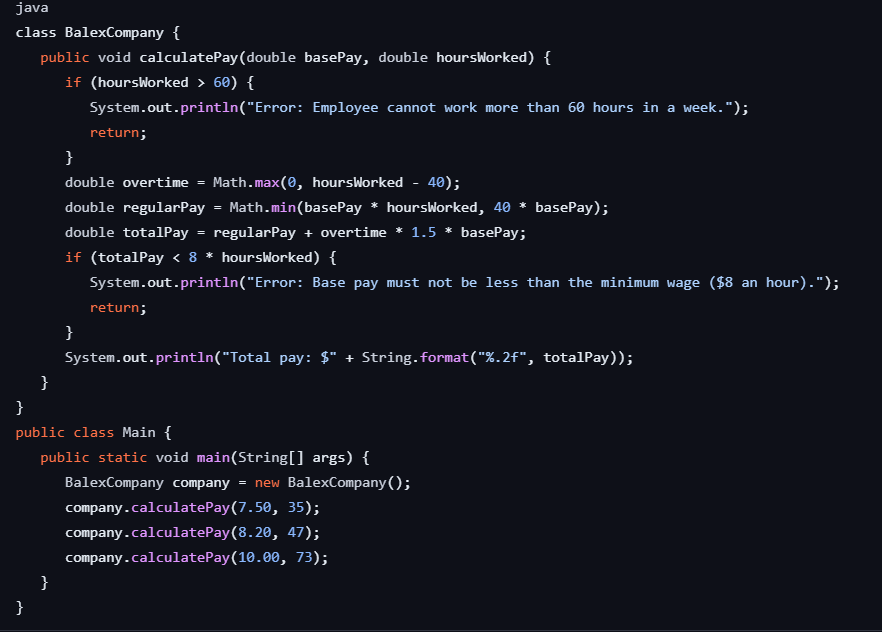 java
class BalexCompany {
   public void calculatePay(double basePay, double hoursWorked) {
      if (hoursWorked > 60) {
         System.out.println("Error: Employee cannot work more than 60 hours in a week.");
         return;
      }
      double overtime = Math.max(0, hoursWorked - 40);
      double regularPay = Math.min(basePay * hoursWorked, 40 * basePay);
      double totalPay = regularPay + overtime * 1.5 * basePay;
      if (totalPay < 8 * hoursWorked) {
         System.out.println("Error: Base pay must not be less than the minimum wage ($8 an hour).");
         return;
      }
      System.out.println("Total pay: $" + String.format("%.2f", totalPay));
   }
}
public class Main {
   public static void main(String[] args) {
      BalexCompany company = new BalexCompany();
      company.calculatePay(7.50, 35);
      company.calculatePay(8.20, 47);
      company.calculatePay(10.00, 73);
   }
}